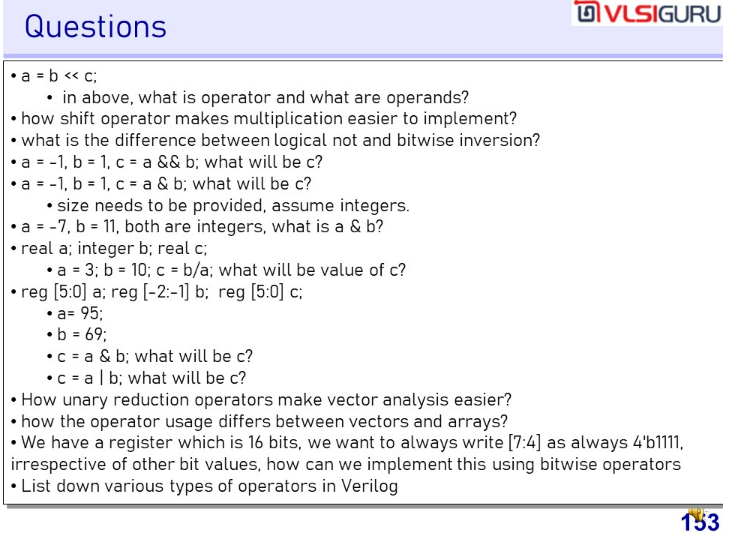 Questions
VLSIGURU
• a = b << c;
• in above, what is operator and what are operands?
• how shift operator makes multiplication easier to implement?
• what is the difference between logical not and bitwise inversion?
• a = -1, b = 1, c = a && b; what will be c?
• a = -1, b = 1, c = a & b; what will be c?
• size needs to be provided, assume integers.
• a = -7, b = 11, both are integers, what is a & b?
• real a; integer b; real c;
• a = 3; b = 10; c = b/a; what will be value of c?
• reg [5:0] a; reg [-2:-1] b; reg [5:0] c;
• a= 95;
• b = 69;
• c = a & b; what will be c?
• c = a | b; what will be c?
• How unary reduction operators make vector analysis easier?
• how the operator usage differs between vectors and arrays?
• We have a register which is 16 bits, we want to always write [7:4] as always 4'b1111,
irrespective of other bit values, how can we implement this using bitwise operators
• List down various types of operators in Verilog
153